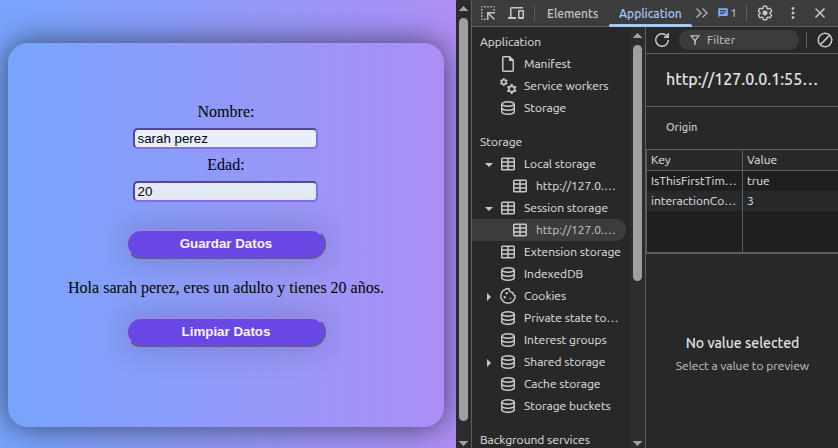 Nombre:
sarah perez
Edad:
20
Guardar Datos
Hola sarah perez, eres un adulto y tienes 20 años.
Limpiar Datos
Elements Application 1
Application
Manifest
Service workers
Storage
Storage
Local storage
http://127.0....
Session storage
http://127.0....
Extension storage
IndexedDB
Cookies
Private state to...
Interest groups
Shared storage
Cache storage
Storage buckets
Background services
Filter
http://127.0.0.1:55...
Origin
Key Value
IsThisFirstTim... true
interactionCo... 3
No value selected
Select a value to preview